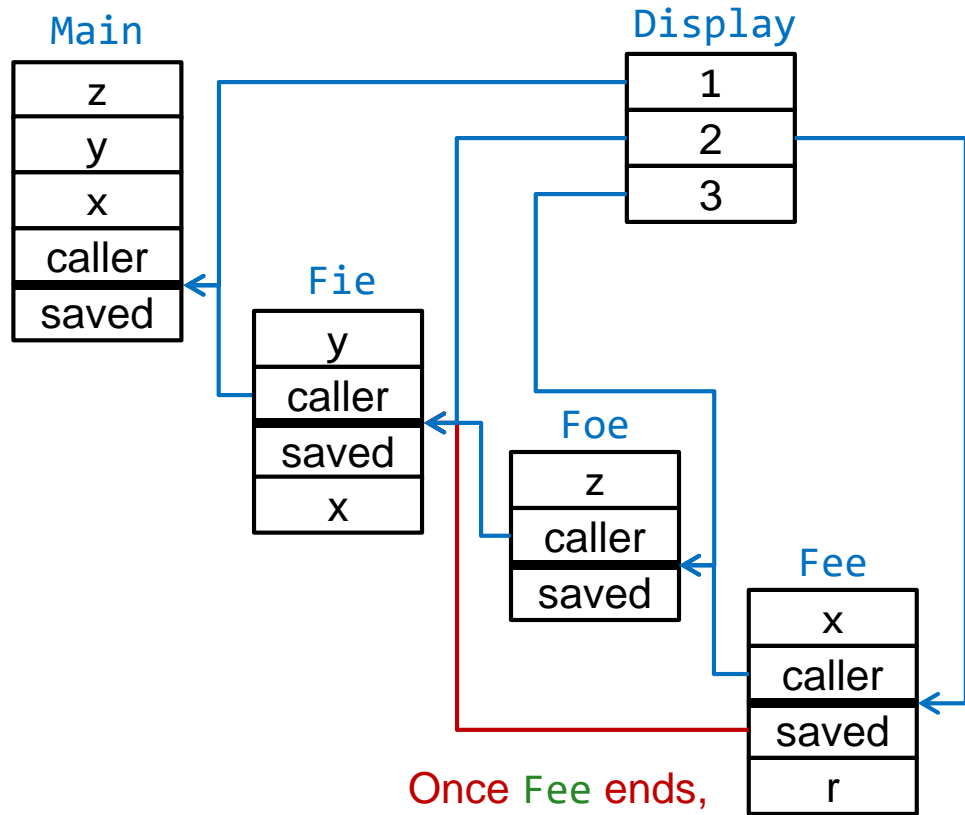 Main
z
y
x
caller
saved
Display
1
2
3
Fie
y
caller
saved
x
Foe
z
caller
saved
Fee
x
caller
saved
r
Once Fee ends,